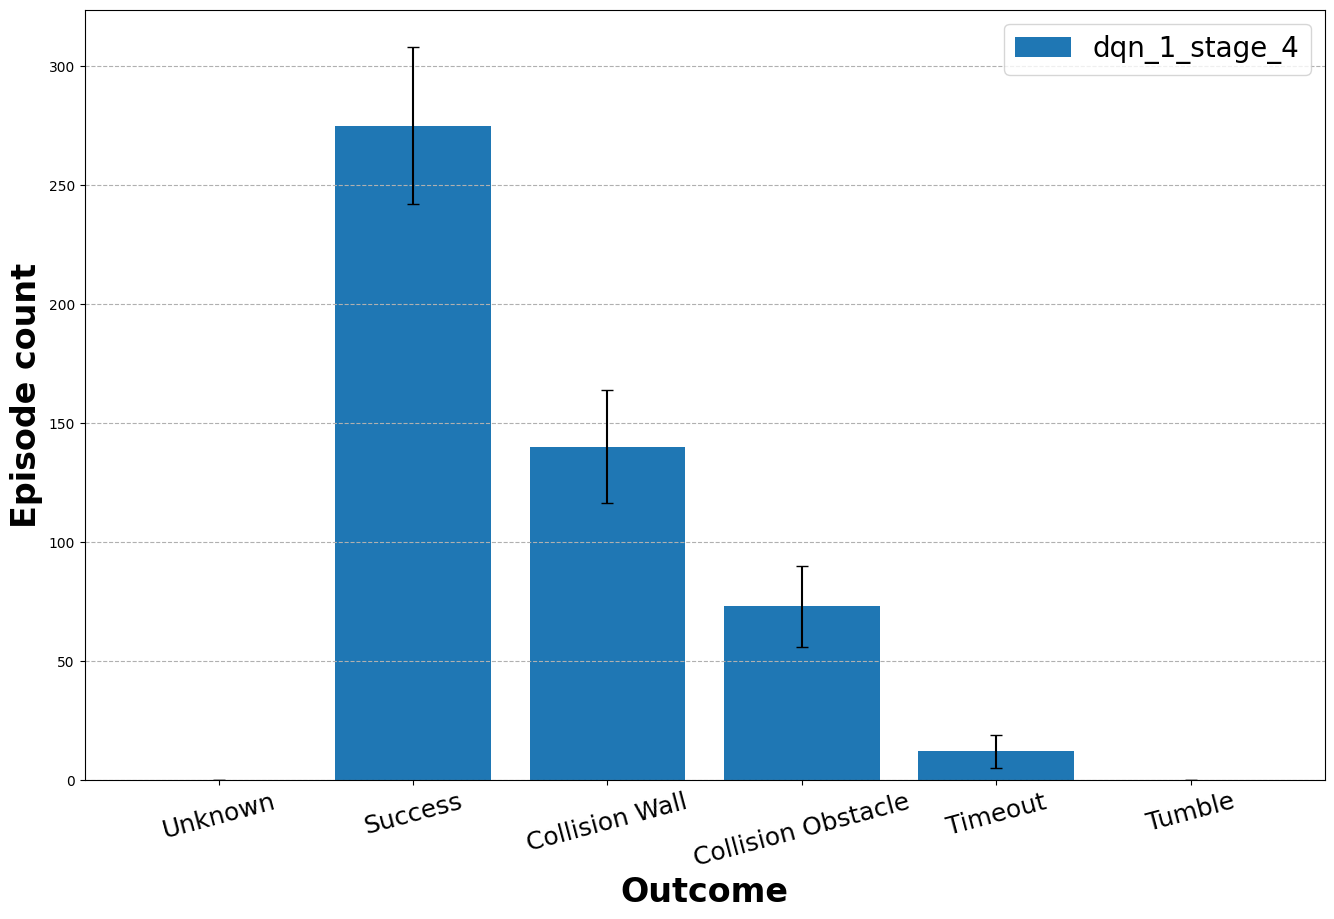 dqn_1_stage_4
Episode count
300
250
200
150
100
50
0
Unknown
Success
Collision Wall
Collision Obstacle
Timeout
Tumble
Outcome